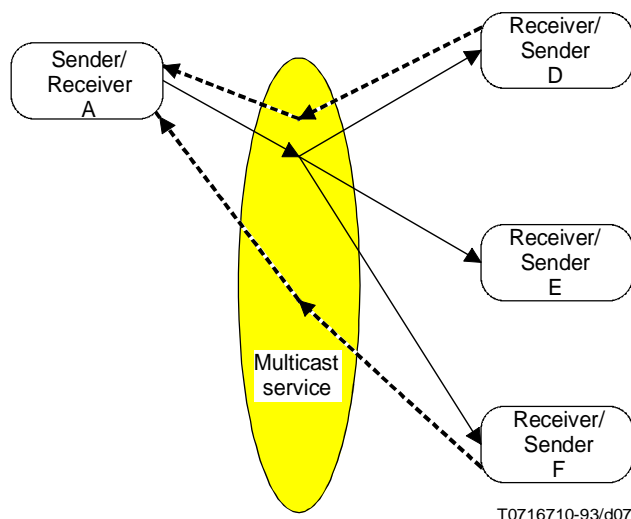 Sender/
Receiver
A
Receiver/
Sender
D
Receiver/
Sender
E
Multicast
service
Receiver/
Sender
F
T0716710-93/d07